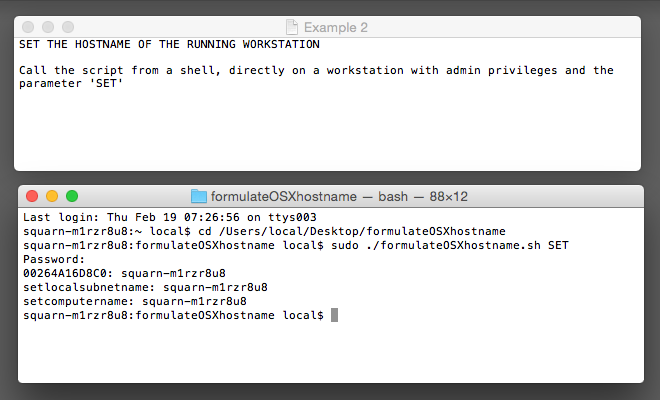 Example 2
SET THE HOSTNAME OF THE RUNNING WORKSTATION
Call the script from a shell, directly on a workstation with admin privileges and the
parameter 'SET'
formulateOSXhostname — bash — 88×12
Last login: Thu Feb 19 07:26:56 on ttys003
squarn-m1rzr8u8:~ local$ cd /Users/local/Desktop/formulateOSXhostname
squarn-m1rzr8u8:formulateOSXhostname local$ sudo ./formulateOSXhostname.sh SET
Password:
00264A16D8C0: squarn-m1rzr8u8
setlocalsubnetname: squarn-m1rzr8u8
setcomputername: squarn-m1rzr8u8
squarn-m1rzr8u8:formulateOSXhostname local$